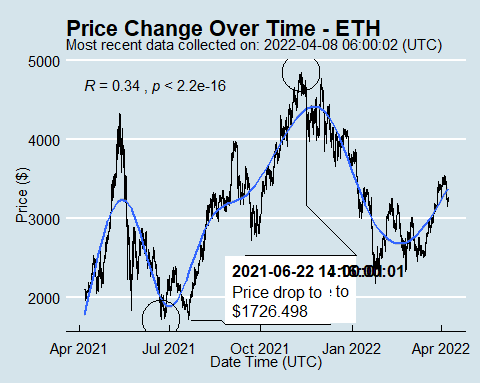 Price Change Over Time - ETH
Most recent data collected on: 2022-04-08 06:00:02 (UTC)
R = 0.34 , p < 2.2e-16
Price ($)
5000
4000
3000
2000
2021-06-22
Price drop to
to
$1726.498
Apr 2021
Jul 2021
Oct 2021
Jan 2022
Apr 2022
Date Time (UTC)